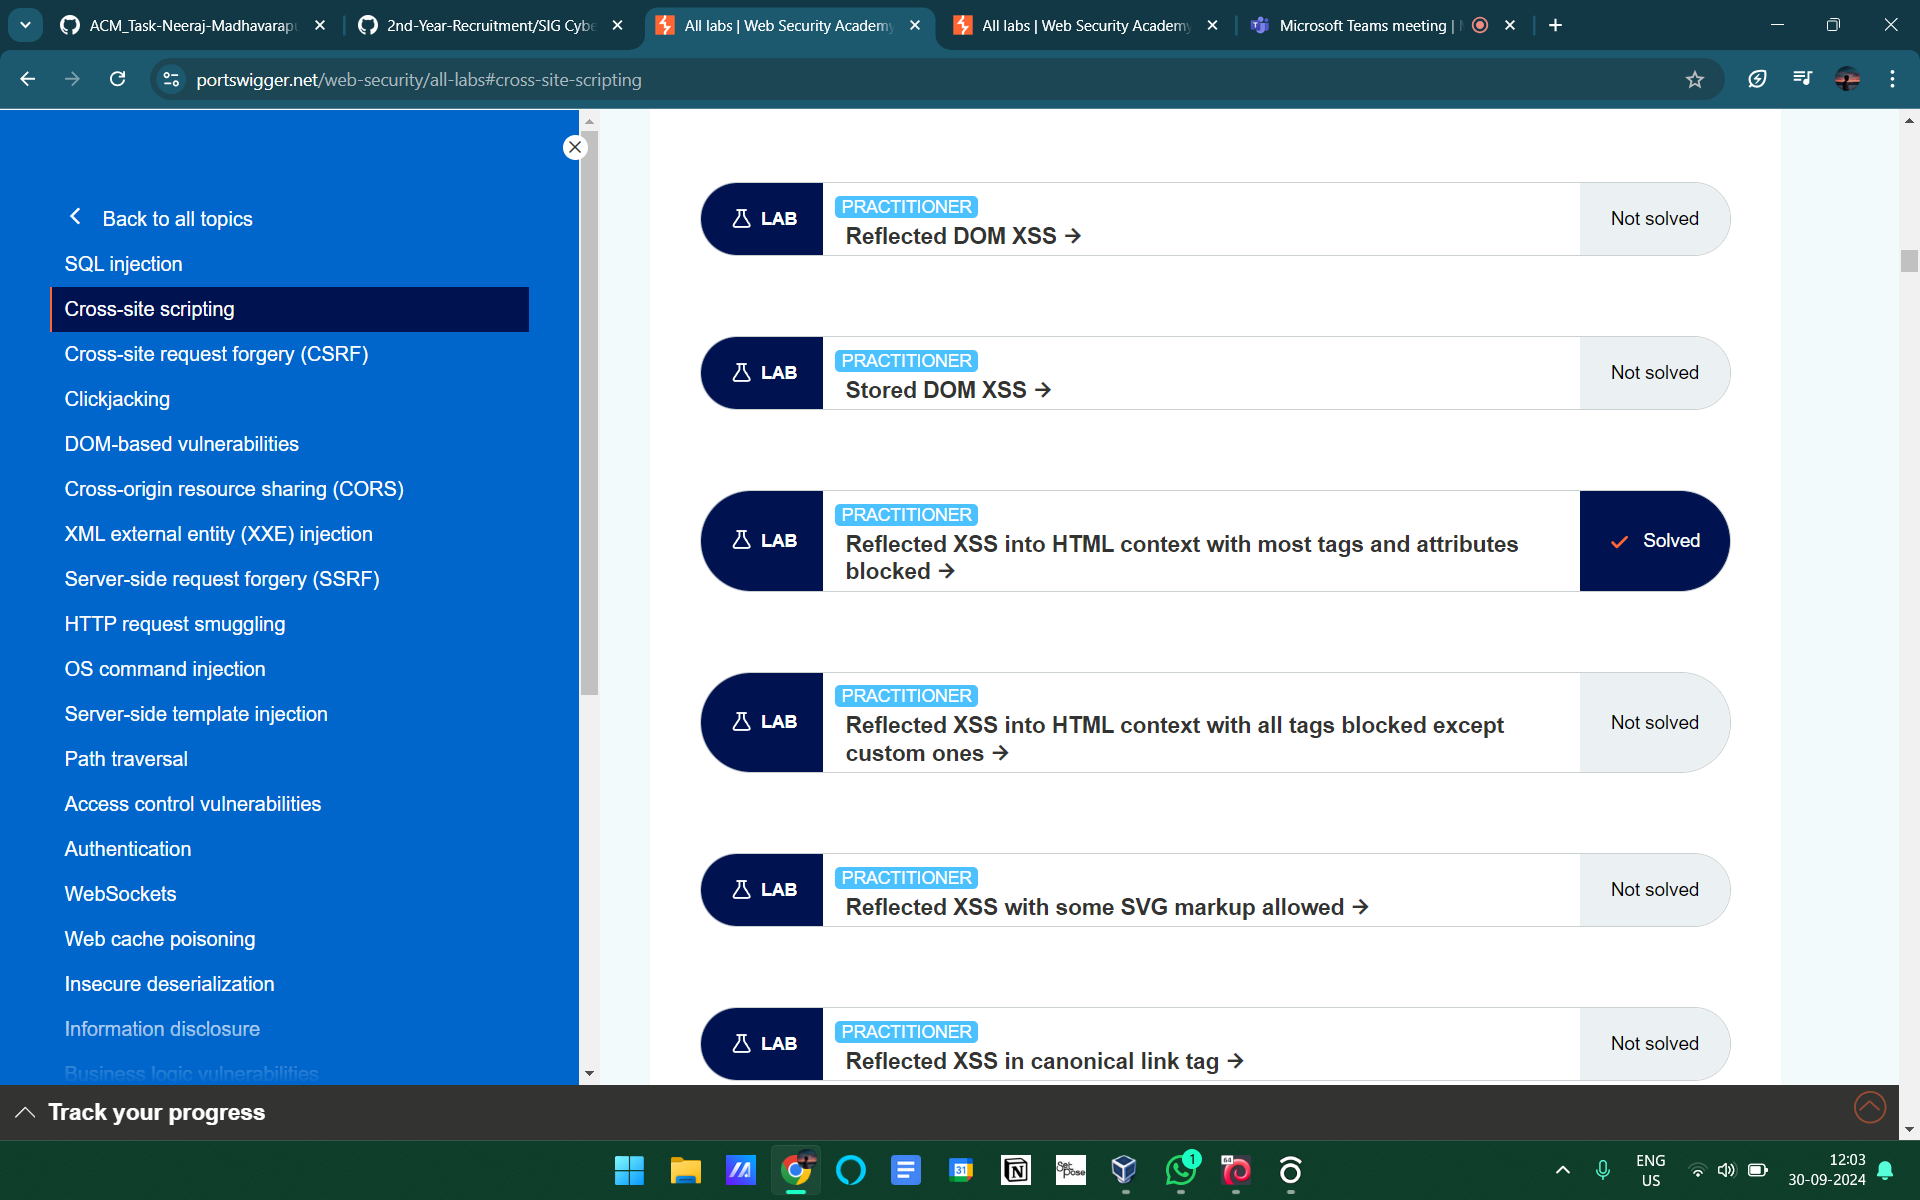 ACM_Task-Neeraj-Madhavarapu
2nd-Year-Recruitment/SIG Cybe
All labs | Web Security Academy
All labs | Web Security Academy
Microsoft Teams meeting |
portswigger.net/web-security/all-labs#cross-site-scripting
Back to all topics
SQL injection
Cross-site scripting
Cross-site request forgery (CSRF)
Clickjacking
DOM-based vulnerabilities
Cross-origin resource sharing (CORS)
XML external entity (XXE) injection
Server-side request forgery (SSRF)
HTTP request smuggling
OS command injection
Server-side template injection
Path traversal
Access control vulnerabilities
Authentication
WebSockets
Web cache poisoning
Insecure deserialization
Information disclosure
Business logic vulnerabilities
LAB
PRACTITIONER
Reflected DOM XSS →
Not solved
LAB
PRACTITIONER
Stored DOM XSS →
Not solved
LAB
PRACTITIONER
Reflected XSS into HTML context with most tags and attributes
blocked →
Solved
LAB
PRACTITIONER
Reflected XSS into HTML context with all tags blocked except
custom ones →
Not solved
LAB
PRACTITIONER
Reflected XSS with some SVG markup allowed →
Not solved
LAB
PRACTITIONER
Reflected XSS in canonical link tag →
Not solved
Track your progress
31
Set
Pose
1
64
ENG
US
12:03
30-09-2024